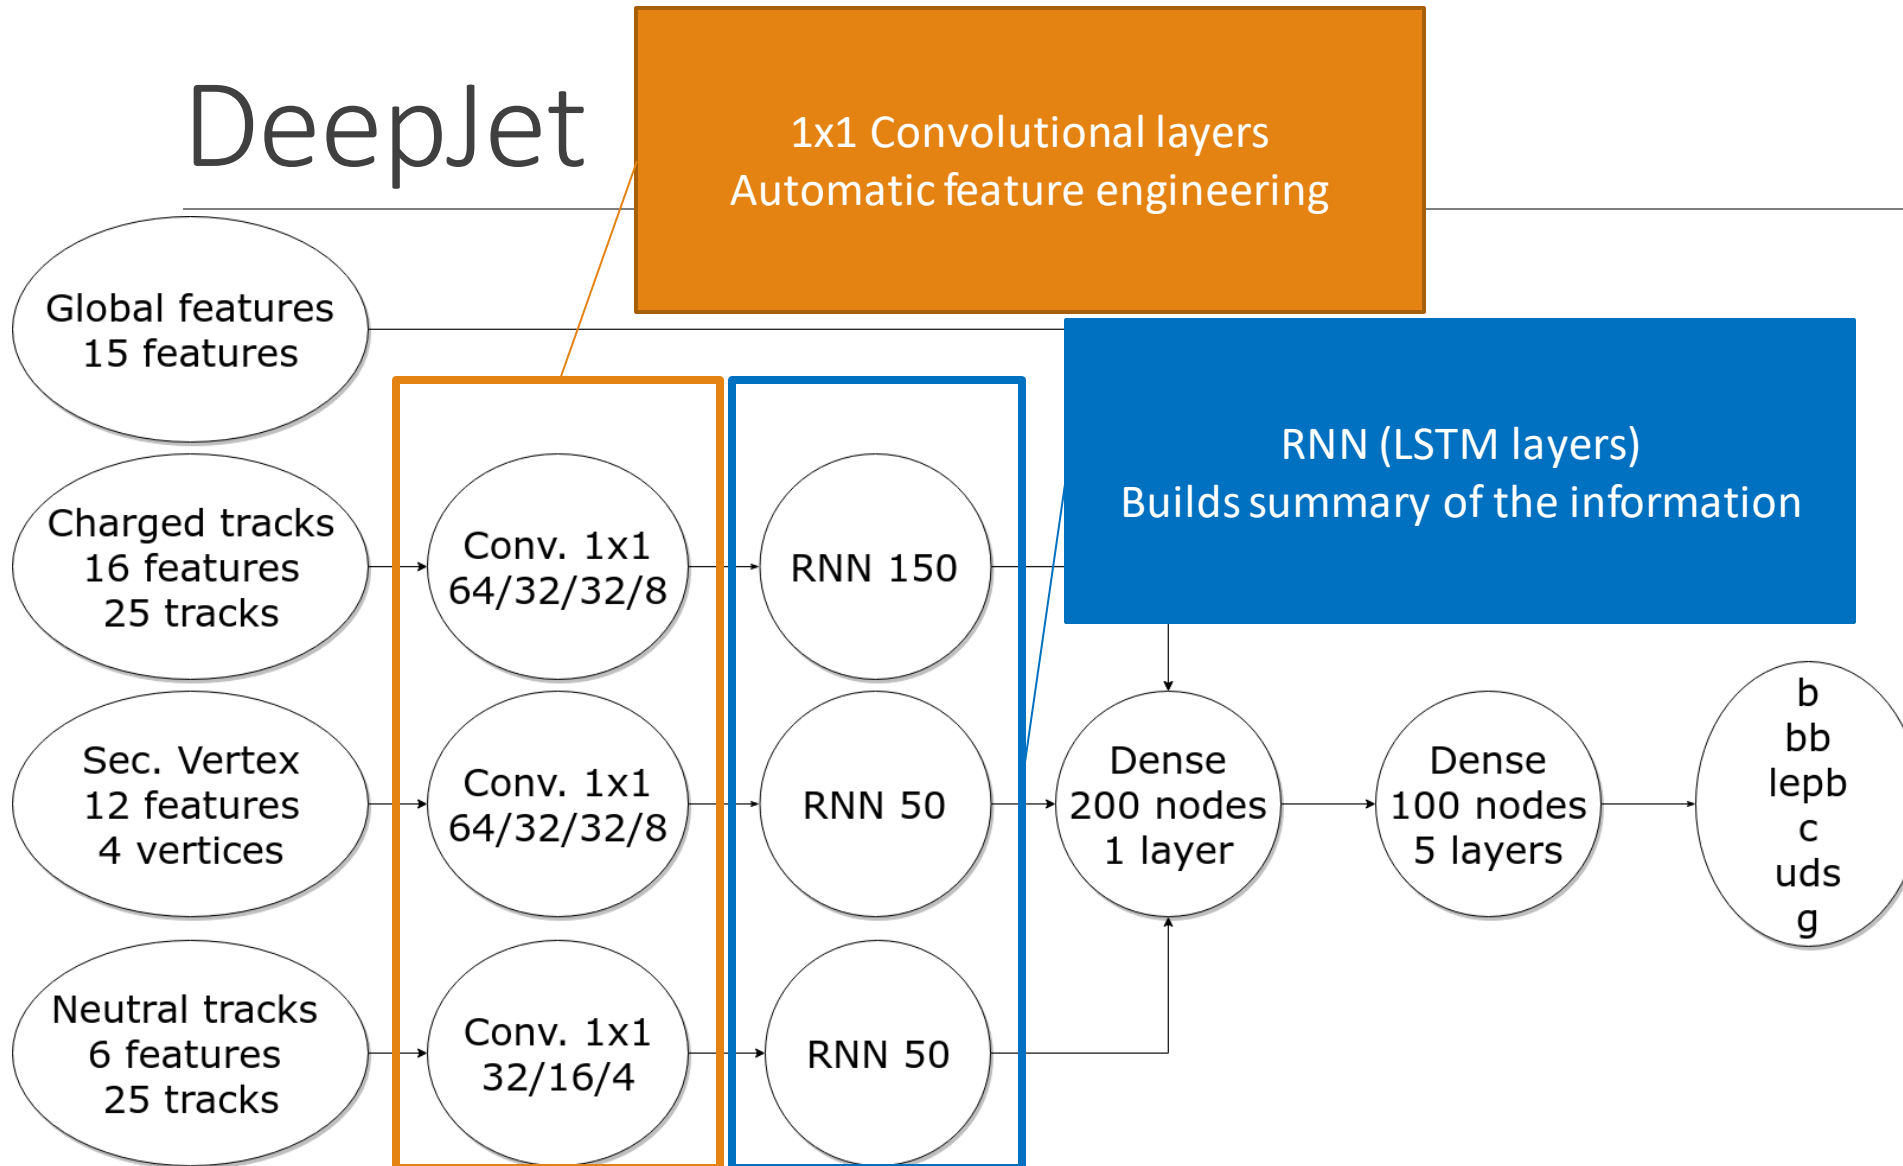 DeepJet
1x1 Convolutional layers
Automatic feature engineering
Global features
15 features
RNN (LSTM layers)
Builds summary of the information
Charged tracks
16 features
25 tracks
Conv. 1x1
64/32/32/8
RNN 150
Sec. Vertex
12 features
4 vertices
Conv. 1x1
64/32/32/8
RNN 50
Dense
200 nodes
1 layer
Dense
100 nodes
5 layers
b
bb
lepb
c
uds
g
Neutral tracks
6 features
25 tracks
Conv. 1x1
32/16/4
RNN 50